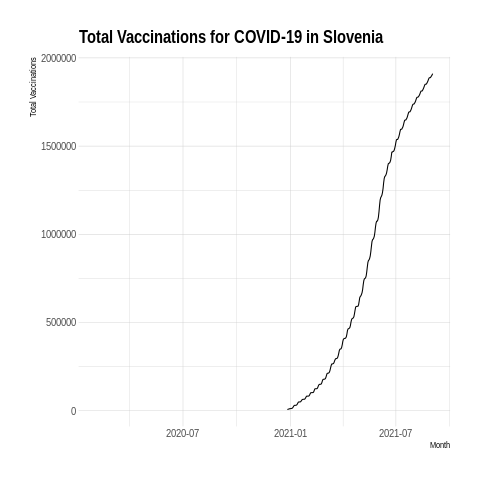 Total Vaccinations for COVID-19 in Slovenia
Total Vaccinations
2000000
1500000
1000000
500000
0
2020-07
2021-01
2021-07
Month